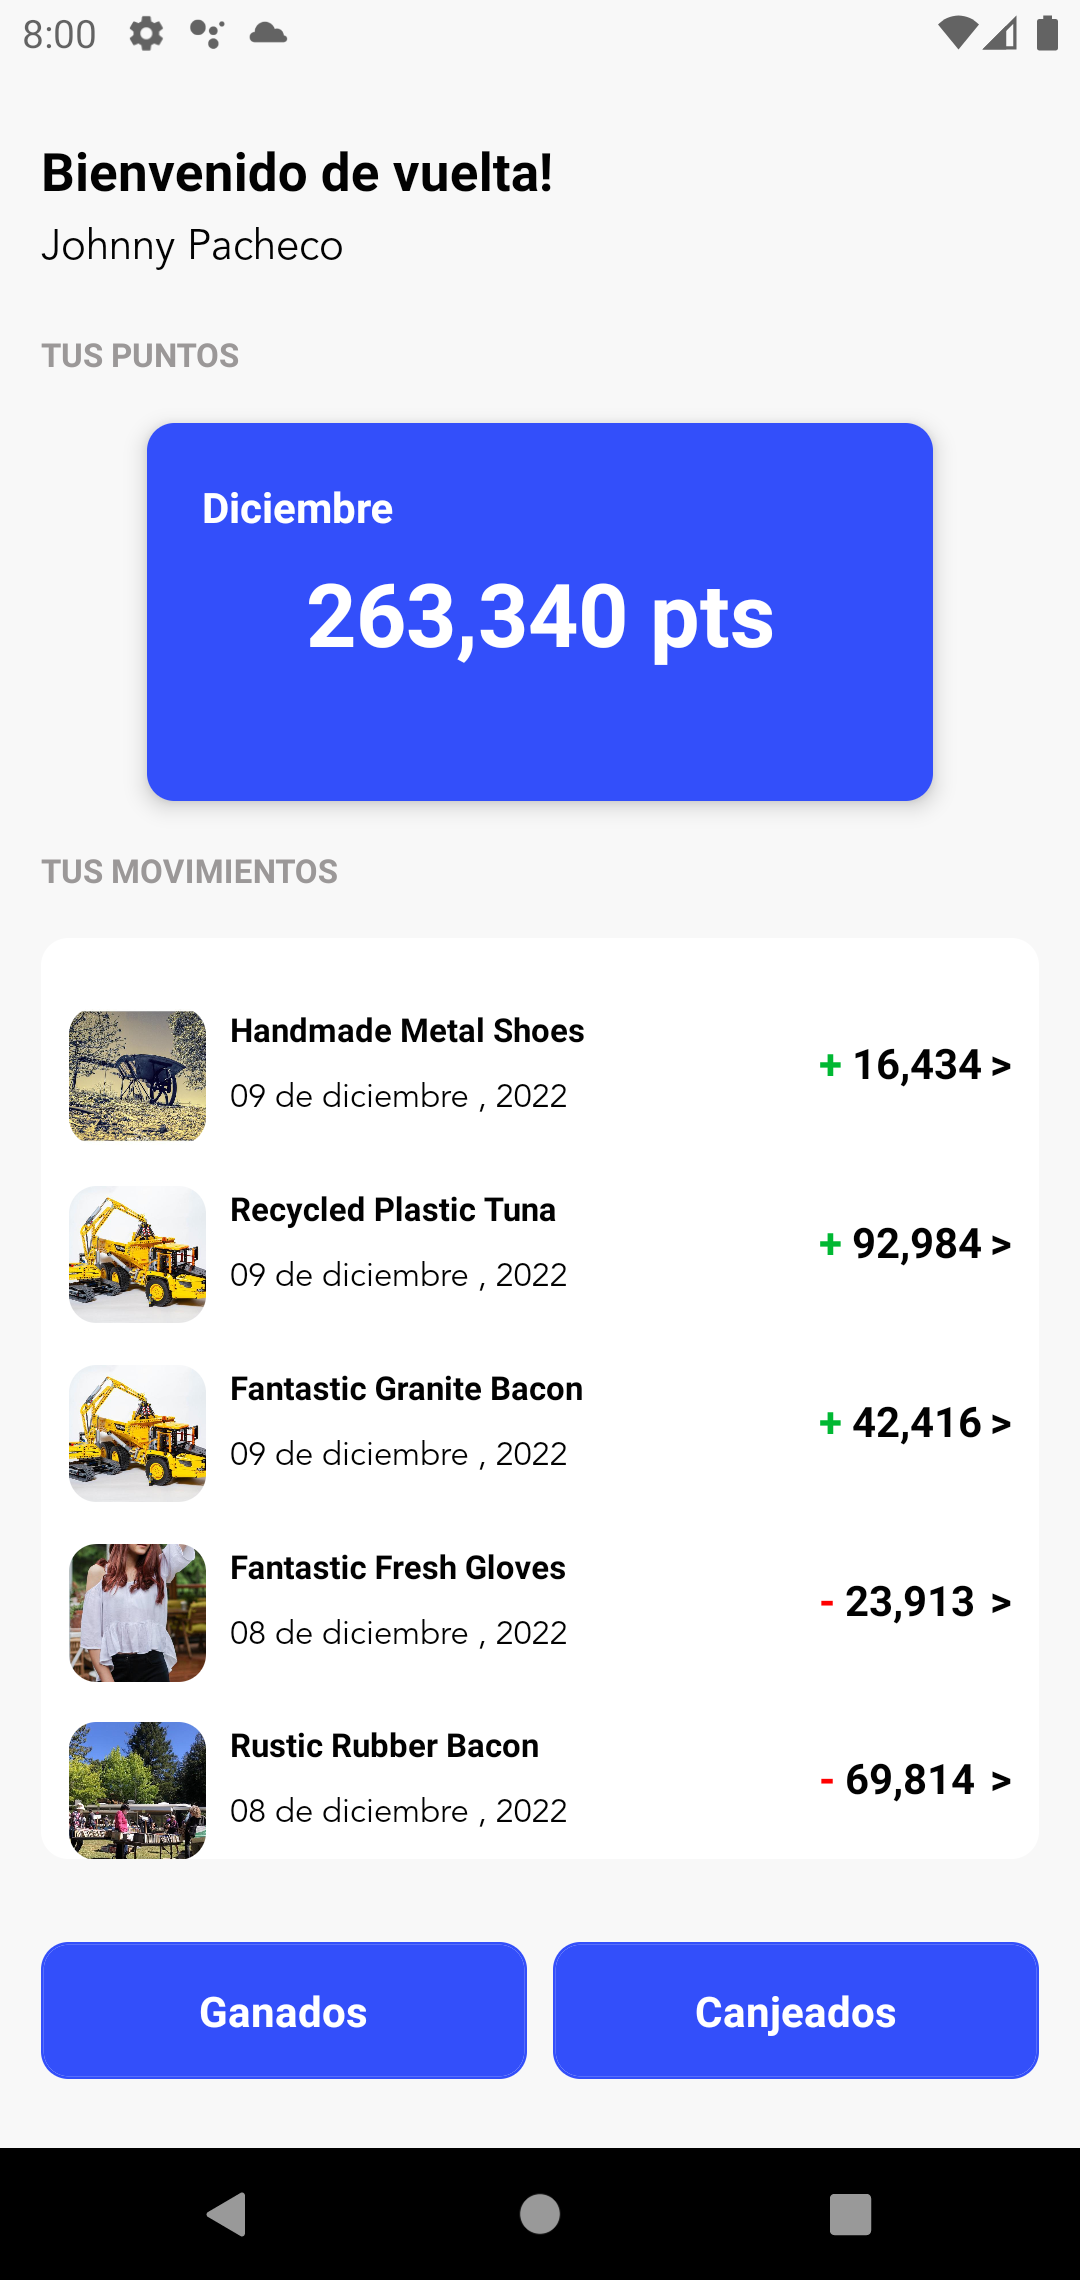 8:00
Bienvenido de vuelta!
Johnny Pacheco
TUS PUNTOS
Diciembre
263,340 pts
TUS MOVIMIENTOS
Handmade Metal Shoes
09 de diciembre , 2022
+ 16,434 >
Recycled Plastic Tuna
09 de diciembre , 2022
+ 92,984 >
Fantastic Granite Bacon
09 de diciembre , 2022
+ 42,416 >
Fantastic Fresh Gloves
08 de diciembre , 2022
- 23,913 >
Rustic Rubber Bacon
08 de diciembre , 2022
- 69,814 >
Ganados
Canjeados